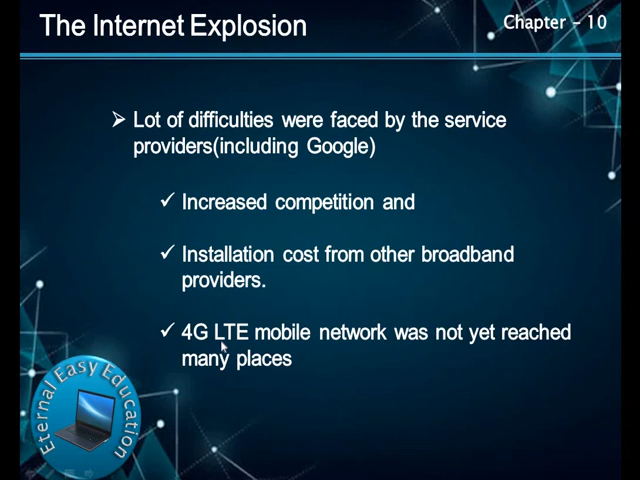 The Internet Explosion
Chapter - 10
➢ Lot of difficulties were faced by the service
providers(including Google)
✓ Increased competition and
✓ Installation cost from other broadband
providers.
✓ 4G LTE mobile network was not yet reached
many places
Eternal Easy Education